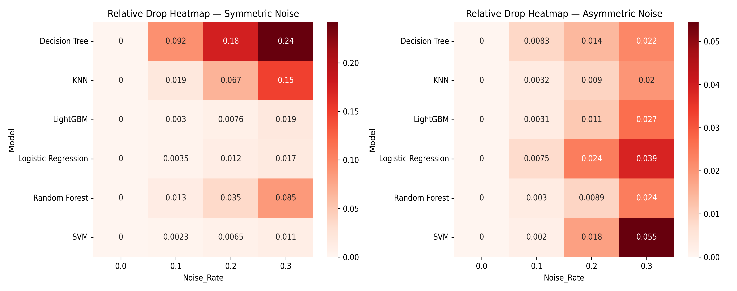 Relative Drop Heatmap — Symmetric Noise
Model
Decision Tree 0 0.092 0.18 0.24
KNN 0 0.019 0.067 0.15
LightGBM 0 0.003 0.0076 0.019
Logistic Regression 0 0.0035 0.012 0.017
Random Forest 0 0.013 0.035 0.085
SVM 0 0.0023 0.0065 0.011
0.0 0.1 0.2 0.3
Noise_Rate
0.20
0.15
0.10
0.05
0.00
Relative Drop Heatmap — Asymmetric Noise
Model
Decision Tree 0 0.0083 0.014 0.022
KNN 0 0.0032 0.009 0.02
LightGBM 0 0.0031 0.011 0.027
Logistic Regression 0 0.0075 0.024 0.039
Random Forest 0 0.003 0.0089 0.024
SVM 0 0.002 0.018 0.055
0.0 0.1 0.2 0.3
Noise_Rate
0.05
0.04
0.03
0.02
0.01
0.00